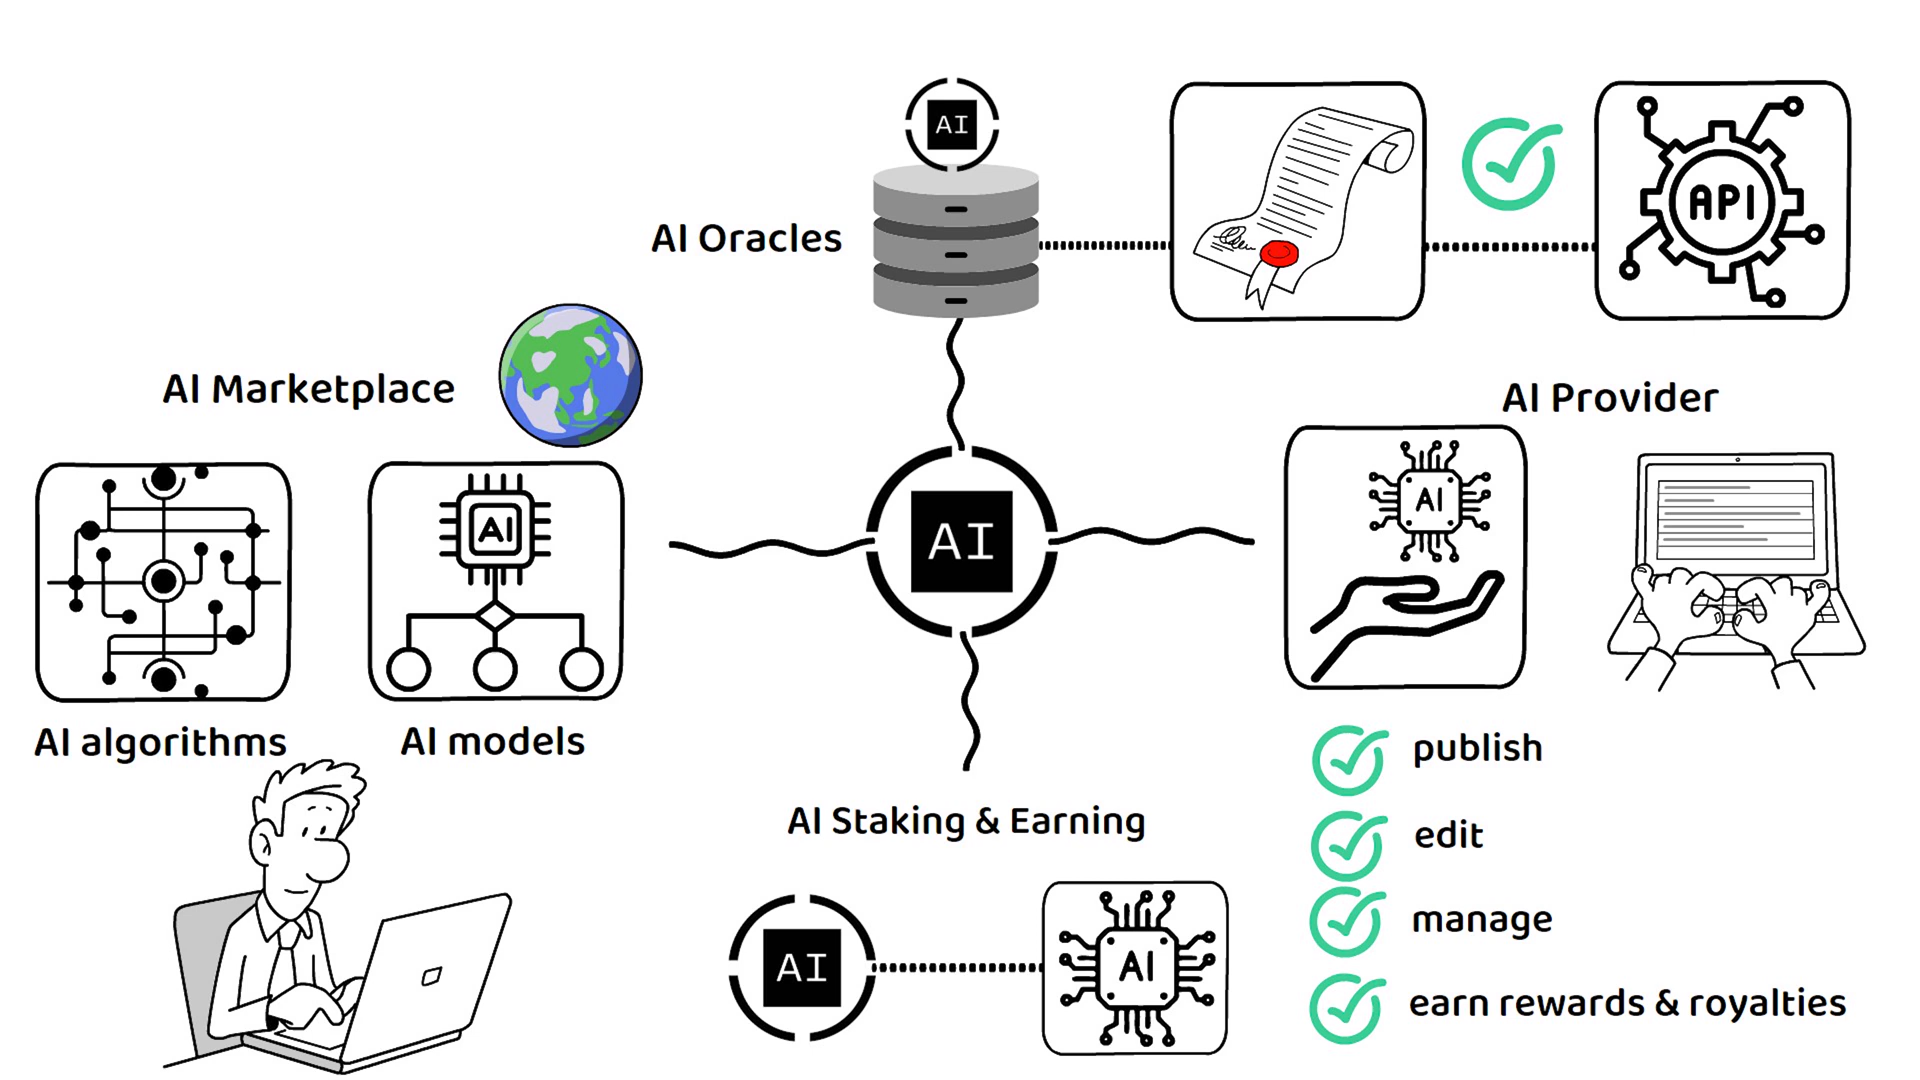 AI
AI Oracles
API
AI Marketplace
AI Provider
AI
AI
AI
AI algorithms
AI models
publish
edit
AI Staking & Earning
manage
AI
AI
earn rewards & royalties